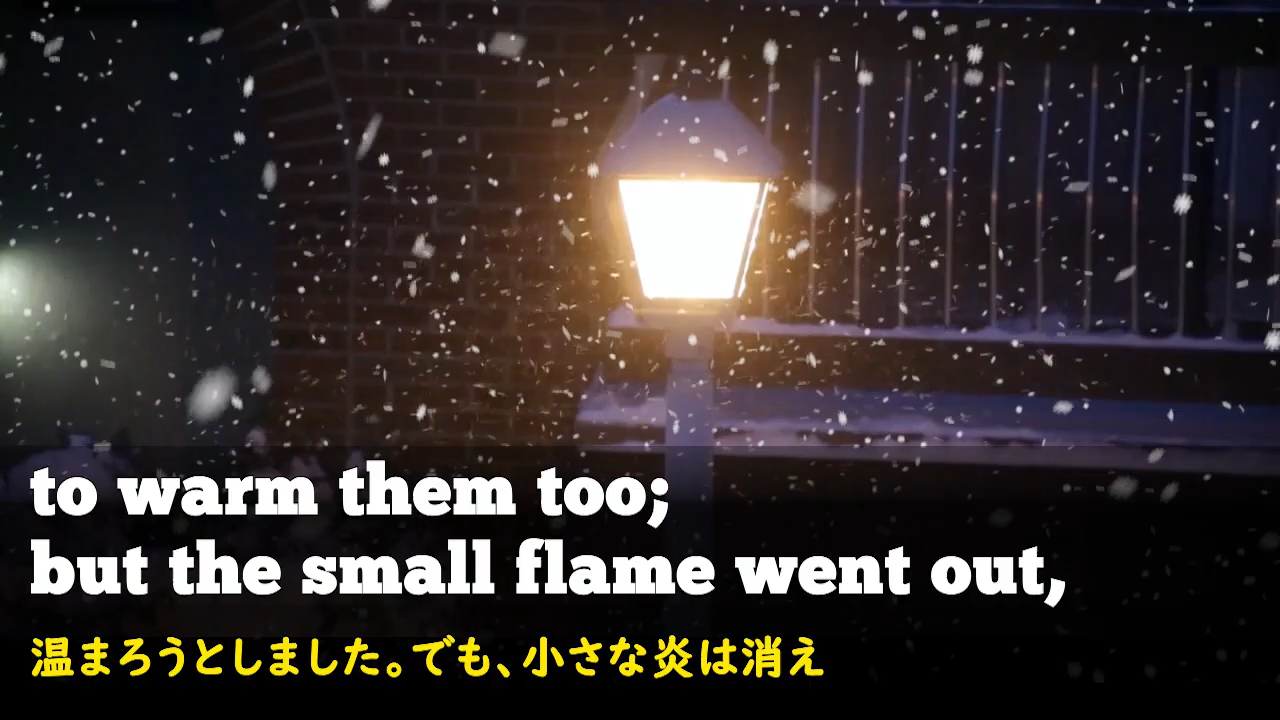 to warm them too;
but the small flame went out,
温まろうとしました。でも、小さな炎は消え